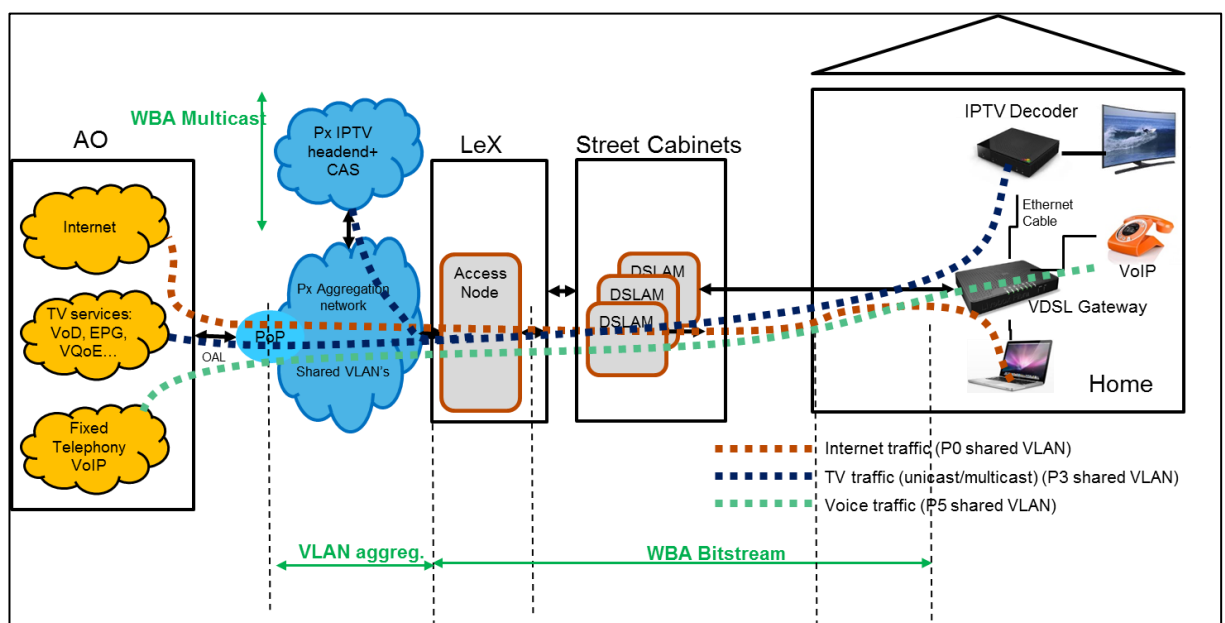 WBA Multicast
AO
Internet
TV services:
VoD, EPG,
VQoE…
Fixed
Telephony
VoIP
OAL
PoP
Px IPTV
headend+
CAS
Px Aggregation
network
Shared VLAN's
LeX
Access
Node
Street Cabinets
DSLAM
DSLAM
DSLAM
IPTV Decoder
Ethernet
Cable
VoIP
VDSL Gateway
Home
Internet traffic (P0 shared VLAN)
TV traffic (unicast/multicast) (P3 shared VLAN)
Voice traffic (P5 shared VLAN)
VLAN aggreg.
WBA Bitstream